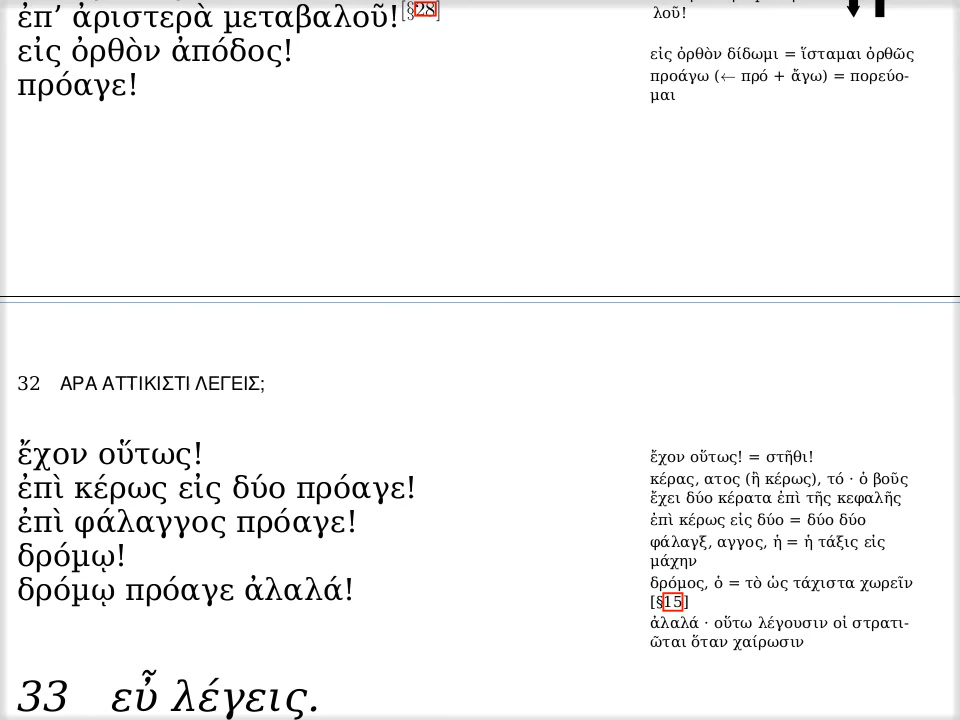 ἐπ’ ἀριστερὰ μεταβαλοῦ![§28]
εἰς ὀρθὸν ἀπόδος!
πρόαγε!
λοῦ!
εἰς ὀρθὸν δίδωμι = ἵσταμαι ὀρθῶς
προάγω (← πρό + ἄγω) = πορεύο-
μαι
32 ΑΡΑ ΑΤΤΙΚΙΣΤΙ ΛΕΓΕΙΣ;
ἔχον οὕτως!
ἐπὶ κέρως εἰς δύο πρόαγε!
ἐπὶ φάλαγγος πρόαγε!
δρόμῳ!
δρόμῳ πρόαγε ἀλαλά!
ἔχον οὕτως! = στῆθι!
κέρας, ατος (ἢ κέρως), τό · ὁ βοῦς
ἔχει δύο κέρατα ἐπὶ τῆς κεφαλῆς
ἐπὶ κέρως εἰς δύο = δύο δύο
φάλαγξ, αγγος, ἡ = ἡ τάξις εἰς
μάχην
δρόμος, ὁ = τὸ ὡς τάχιστα χωρεῖν
[§15]
ἀλαλά · οὕτω λέγουσιν οἱ στρατι-
ῶται ὅταν χαίρωσιν
33 εὖ λέγεις.